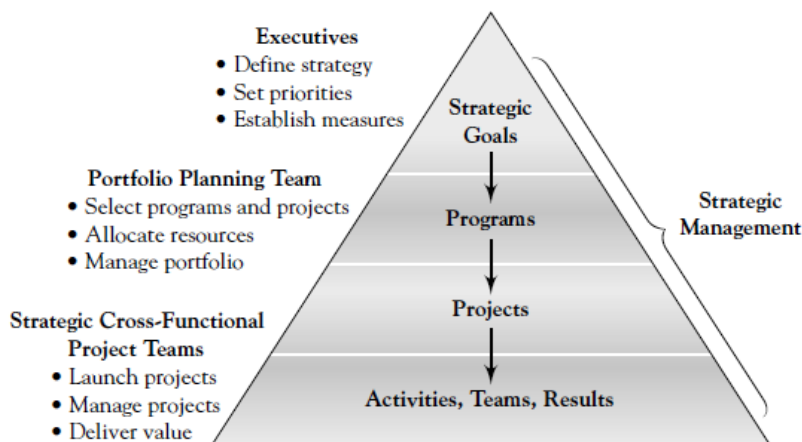 Executives
• Define strategy
• Set priorities
• Establish measures
Strategic
Goals
Portfolio Planning Team
• Select programs and projects
• Allocate resources
• Manage portfolio
Programs
Strategic
Management
Strategic Cross-Functional
Project Teams
• Launch projects
• Manage projects
• Deliver value
Projects
Activities, Teams, Results